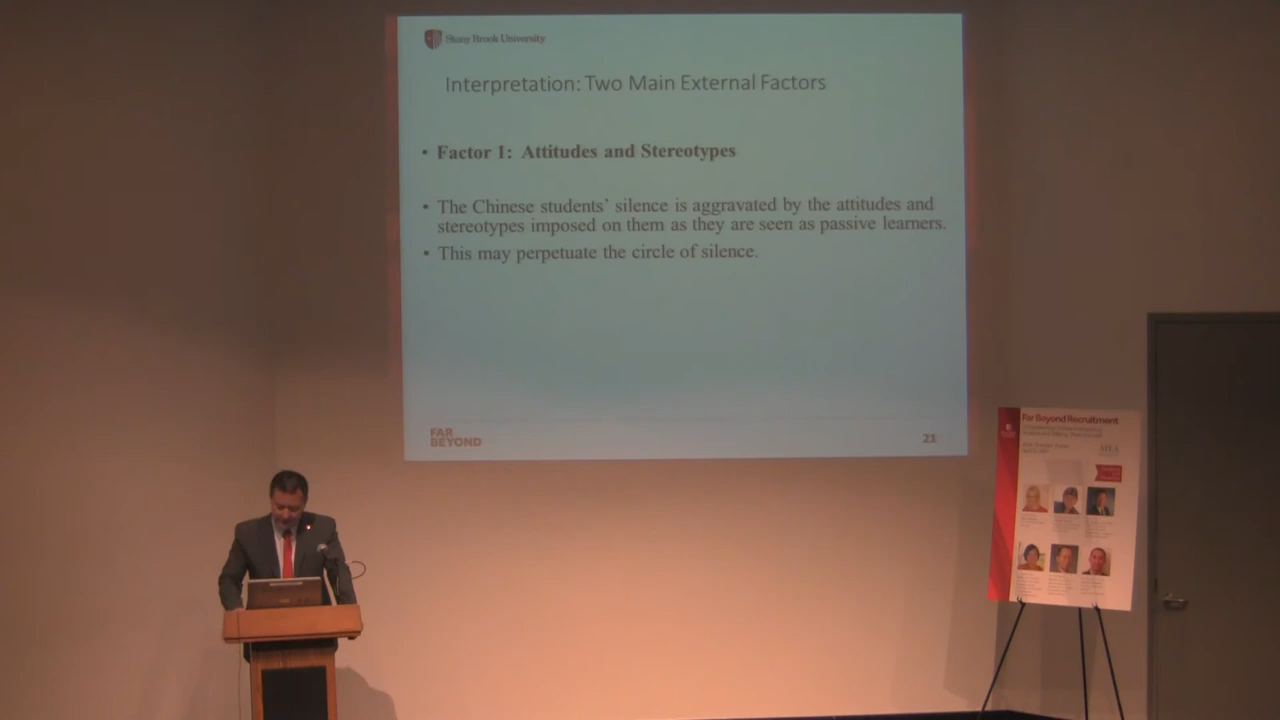 Stony Brook University
Interpretation: Two Main External Factors
• Factor 1: Attitudes and Stereotypes
• The Chinese students' silence is aggravated by the attitudes and
stereotypes imposed on them as they are seen as passive learners.
• This may perpetuate the circle of silence.
FAR
BEYOND
21
Far Beyond Recruitment